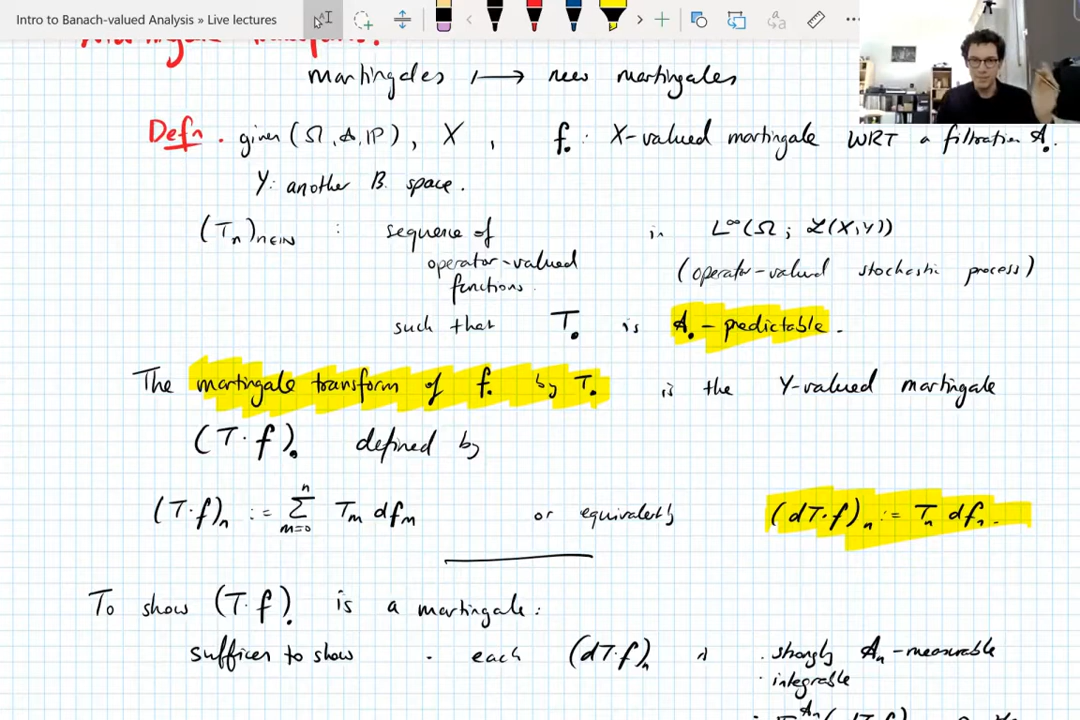 Intro to Banach-valued Analysis » Live lectures
Martingale transforms:
martingales ⟼ new martingales
Defn. given (Ω, A, ℙ), X, f. : X-valued martingale WRT a filtration A.
Y: another B. space.
(Tₙ)ₙ∈ℕ : sequence of operator-valued functions. in L^∞(Ω; L(X,Y))
(operator-valued stochastic process)
such that T. is A.-predictable.
The martingale transform of f. by T. is the Y-valued martingale
(T·f). defined by
(T·f)ₙ := Σ_{m=0}^{n} Tₘ dfₘ or equivalently (dT·f)ₙ := Tₙ dfₙ.
To show (T·f). is a martingale:
suffices to show · each (dT·f)ₙ is · strongly Aₙ-measurable
· integrable